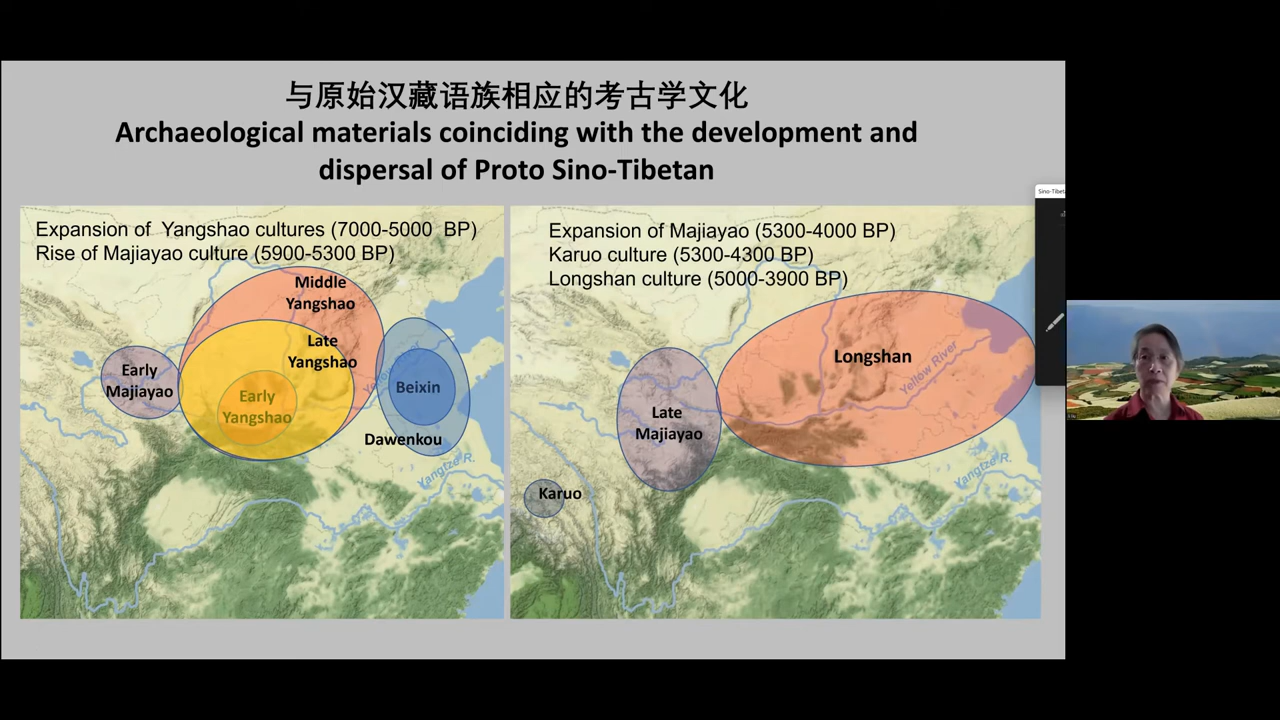 与原始汉藏语族相应的考古学文化
Archaeological materials coinciding with the development and
dispersal of Proto Sino-Tibetan
Expansion of Yangshao cultures (7000-5000 BP)
Rise of Majiayao culture (5900-5300 BP)
Middle
Yangshao
Late
Yangshao
Early
Majiayao
Early
Yangshao
Beixin
Dawenkou
Yangtze R.
Expansion of Majiayao (5300-4000 BP)
Karuo culture (5300-4300 BP)
Longshan culture (5000-3900 BP)
Longshan
Yellow River
Late
Majiayao
Karuo
Yangtze R.
Sino-Tibet